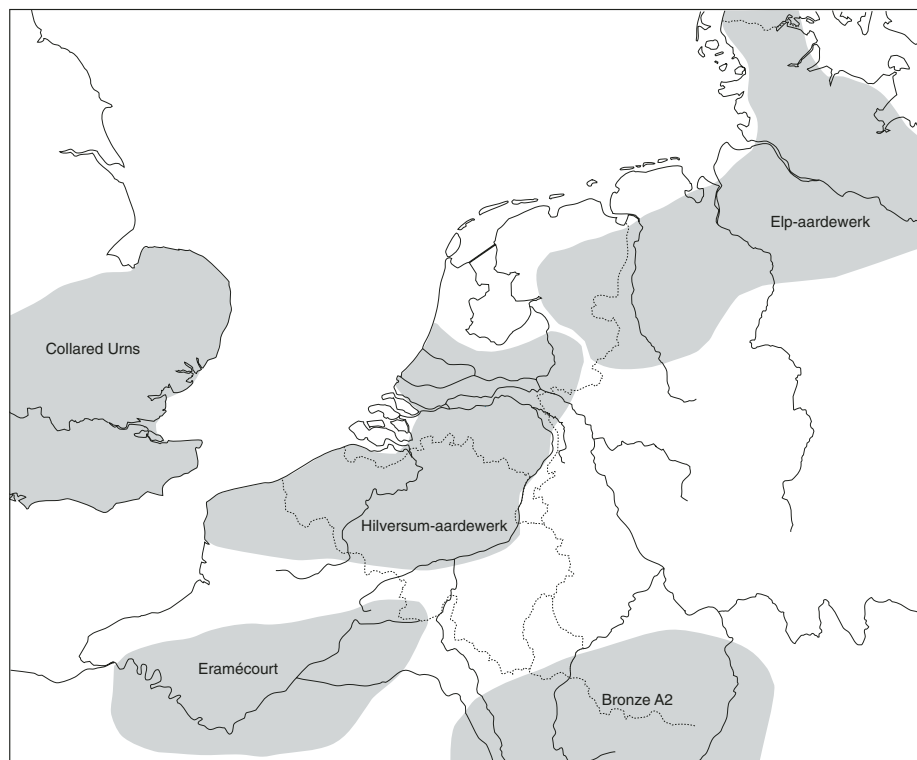 Elp-aardewerk
Collared Urns
Hilversum-aardewerk
Eramécourt
Bronze A2